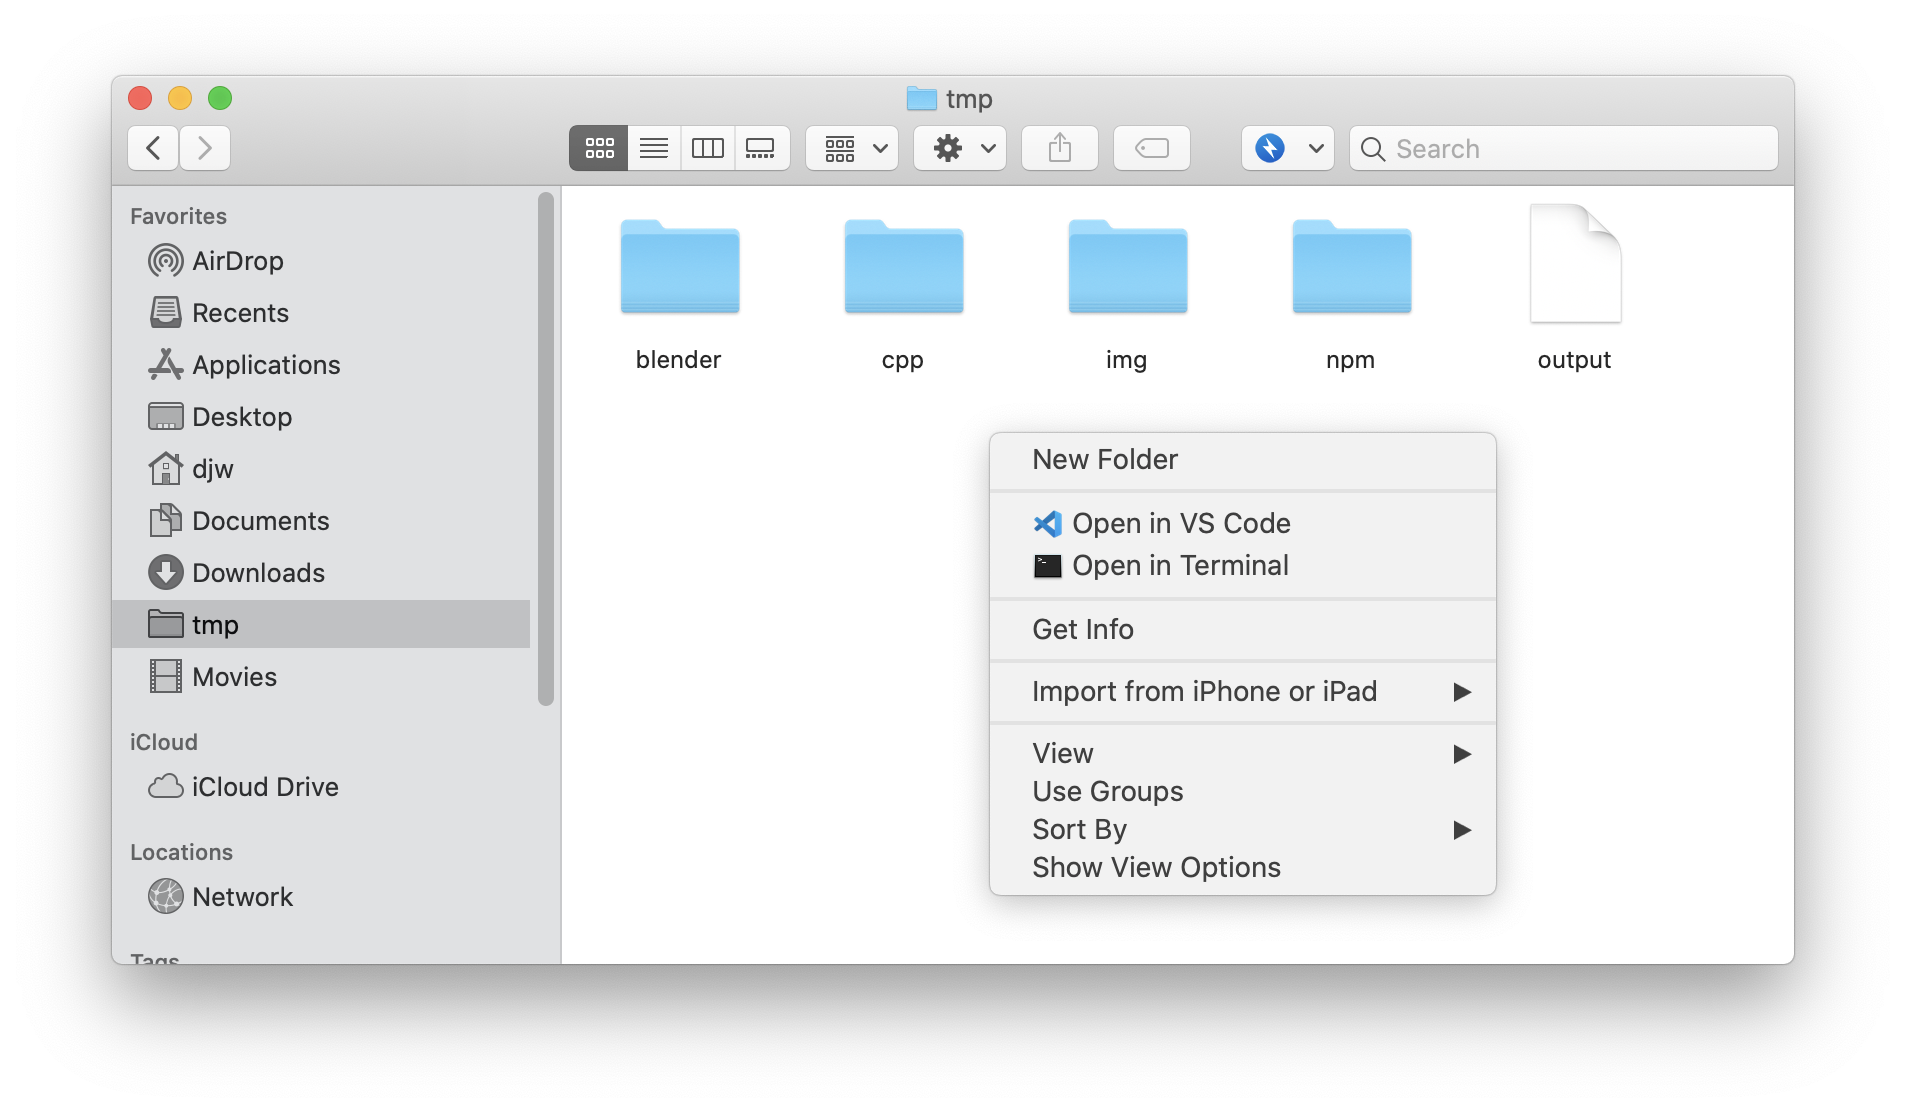 tmp
Search
Favorites
AirDrop
Recents
Applications
Desktop
djw
Documents
Downloads
tmp
Movies
iCloud
iCloud Drive
Locations
Network
Tags
blender
cpp
img
npm
output
New Folder
Open in VS Code
Open in Terminal
Get Info
Import from iPhone or iPad
View
Use Groups
Sort By
Show View Options